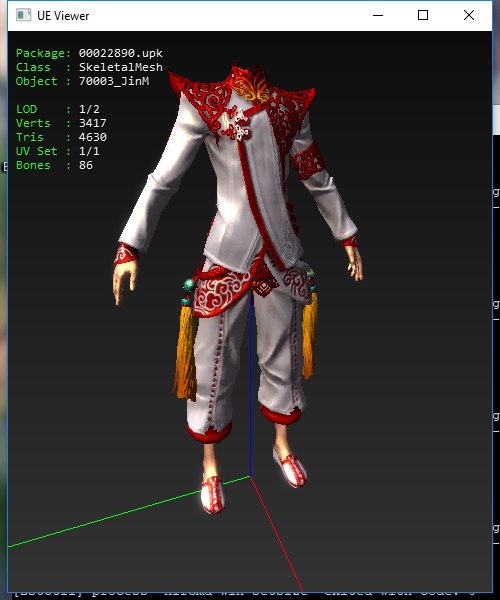 UE Viewer
Package: 00022890.upk
Class : SkeletalMesh
Object : 70003_JinM
LOD : 1/2
Verts : 3417
Tris : 4630
UV Set : 1/1
Bones : 86